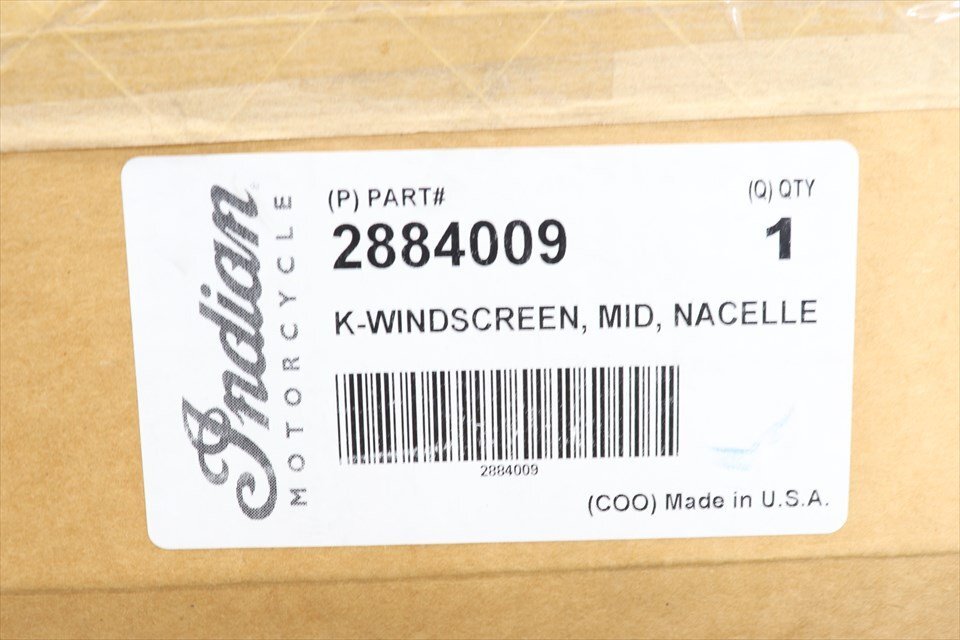 Indian
MOTORCYCLE
(P) PART#
2884009
(Q) QTY
1
K-WINDSCREEN, MID, NACELLE
2884009
(COO) Made in U.S.A.